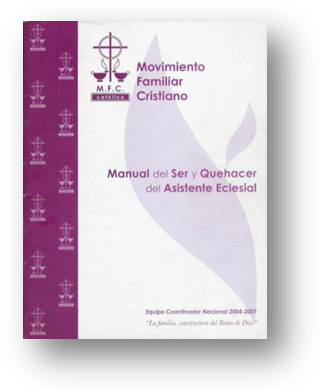 Movimiento
Familiar
Cristiano
M.F.C.
católico
Manual del Ser y Quehacer
del Asistente Eclesial
Equipo Coordinador Nacional 2004-2007
"La familia, constructora del Reino de Dios"